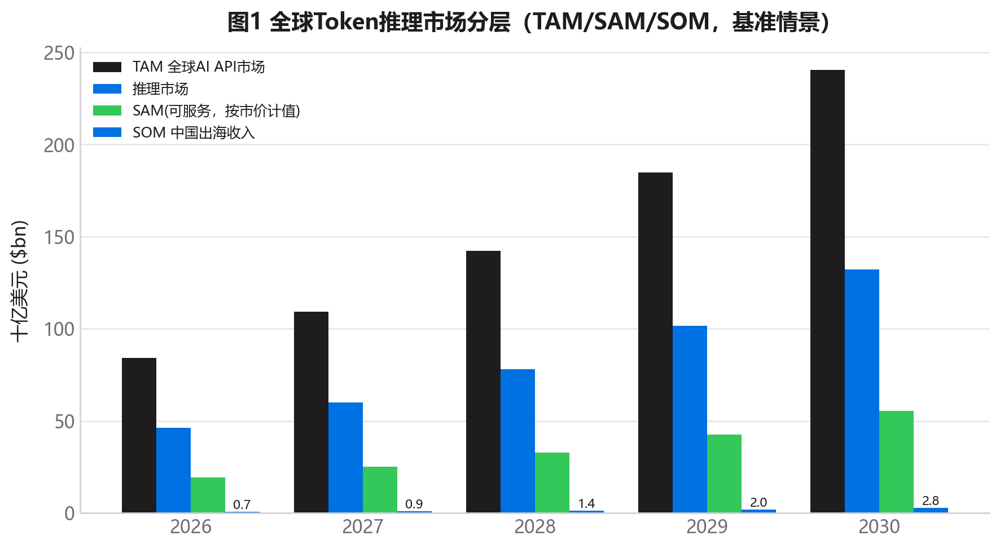 图1 全球Token推理市场分层（TAM/SAM/SOM，基准情景）
TAM 全球AI API市场
推理市场
SAM(可服务，按市价计值)
SOM 中国出海收入
十亿美元 ($bn)
250
200
150
100
50
0
0.7
0.9
1.4
2.0
2.8
2026
2027
2028
2029
2030